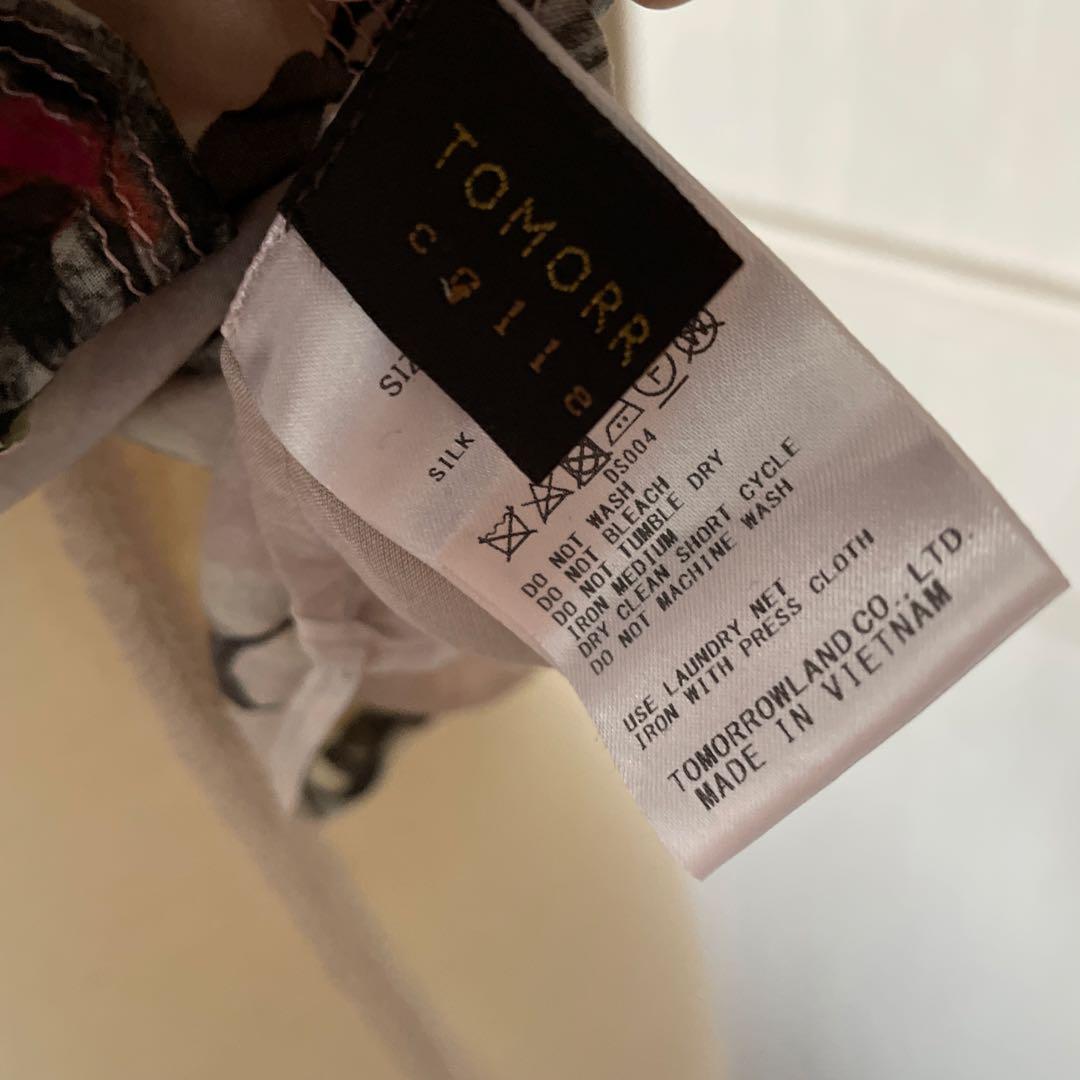 TOMORR
SILK
DS004
DO NOT WASH
DO NOT BLEACH
DO NOT TUMBLE DRY
IRON MEDIUM
DRY CLEAN SHORT CYCLE
DO NOT MACHINE WASH
USE LAUNDRY NET
IRON WITH PRESS CLOTH
TOMORROWLAND CO., LTD.
MADE IN VIETNAM